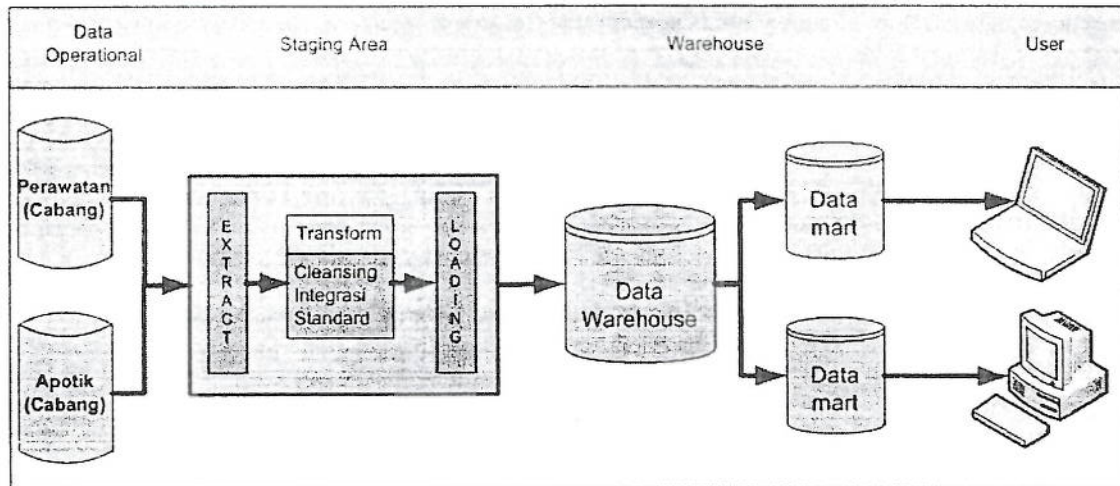 Data
Operational
Staging Area
Warehouse
User
Perawatan
(Cabang)
Apotik
(Cabang)
EXTRACT
Transform
Cleansing
Integrasi
Standard
LOADING
Data
Warehouse
Data
mart
Data
mart